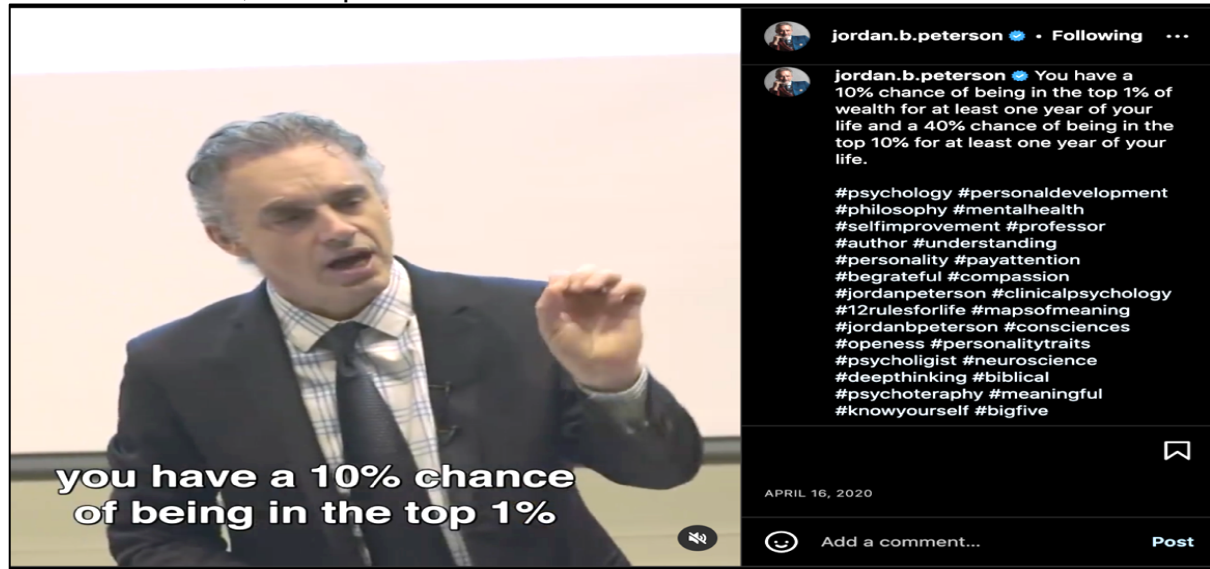 jordan.b.peterson • Following
jordan.b.peterson You have a
10% chance of being in the top 1% of
wealth for at least one year of your
life and a 40% chance of being in the
top 10% for at least one year of your
life.
#psychology #personaldevelopment
#philosophy #mentalhealth
#selfimprovement #professor
#author #understanding
#personality #payattention
#begrateful #compassion
#jordanpeterson #clinicalpsychology
#12rulesforlife #mapsofmeaning
#jordanbpeterson #consciences
#openess #personalitytraits
#psycholigist #neuroscience
#deepthinking #biblical
#psychoteraphy #meaningful
#knowyourself #bigfive
APRIL 16, 2020
Add a comment...
Post
you have a 10% chance
of being in the top 1%